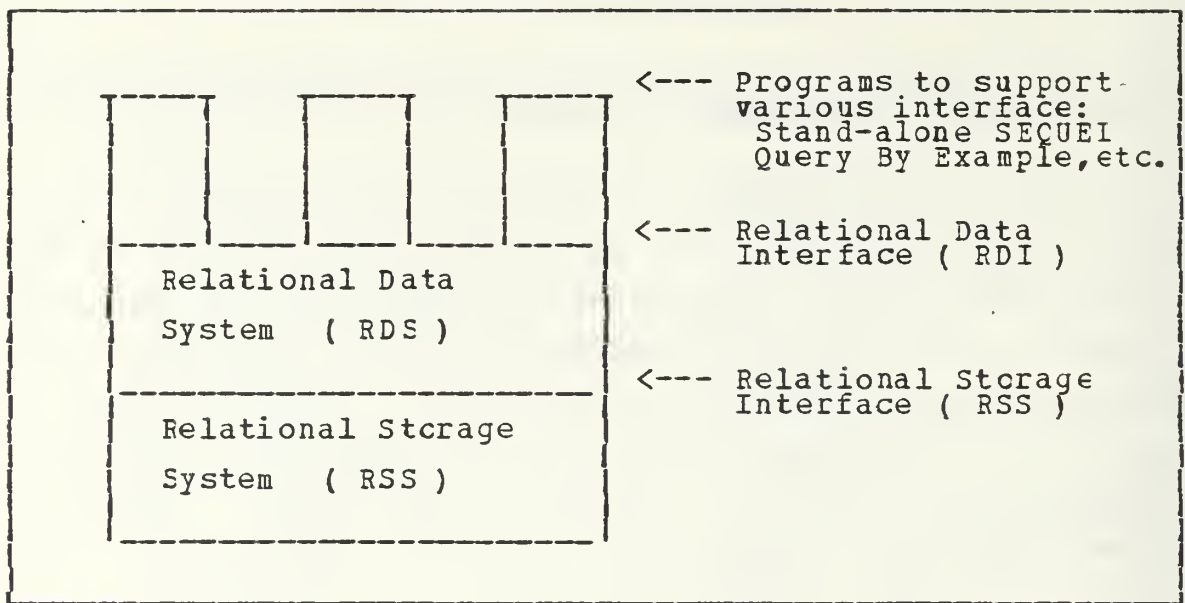 <--- Programs to support
various interface:
Stand-alone SEQUEL
Query By Example,etc.
<--- Relational Data
Interface ( RDI )
Relational Data
System ( RDS )
<--- Relational Storage
Interface ( RSS )
Relational Storage
System ( RSS )